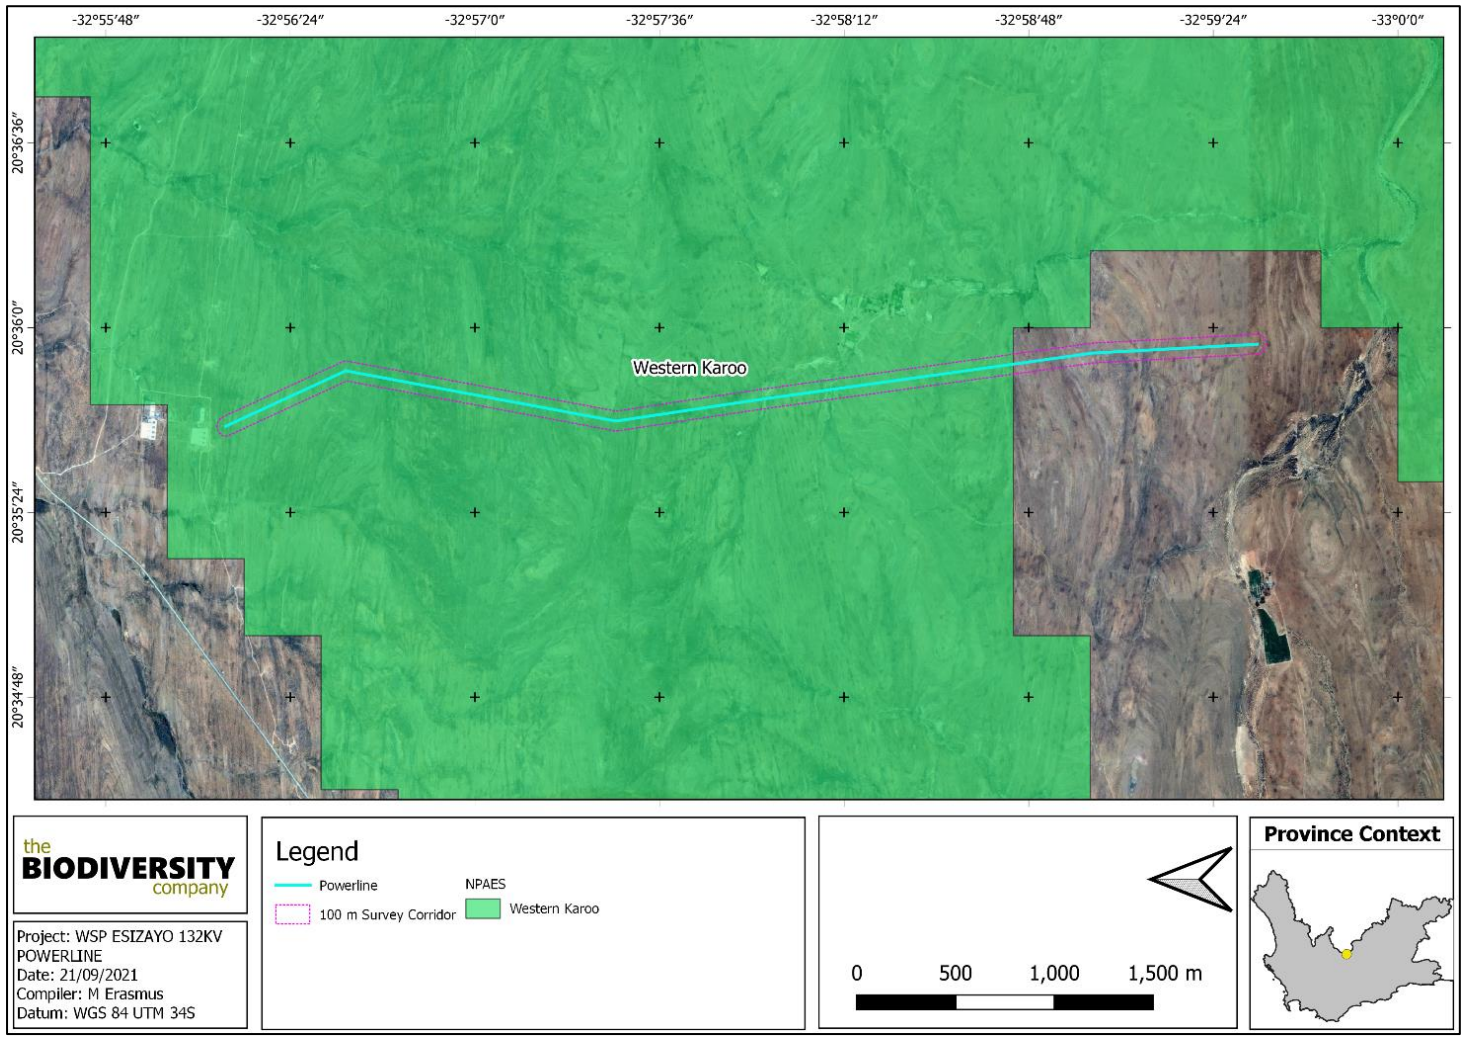 -32°55′48″ -32°56′24″ -32°57′0″ -32°57′36″ -32°58′12″ -32°58′48″ -32°59′24″ -33°0′0″
20°36′36″
20°36′0″
20°35′24″
20°34′48″
Western Karoo
the
BIODIVERSITY
company
Project: WSP ESIZAYO 132KV
POWERLINE
Date: 21/09/2021
Compiler: M Erasmus
Datum: WGS 84 UTM 34S
Legend
Powerline
100 m Survey Corridor
NPAES
Western Karoo
0 500 1,000 1,500 m
Province Context